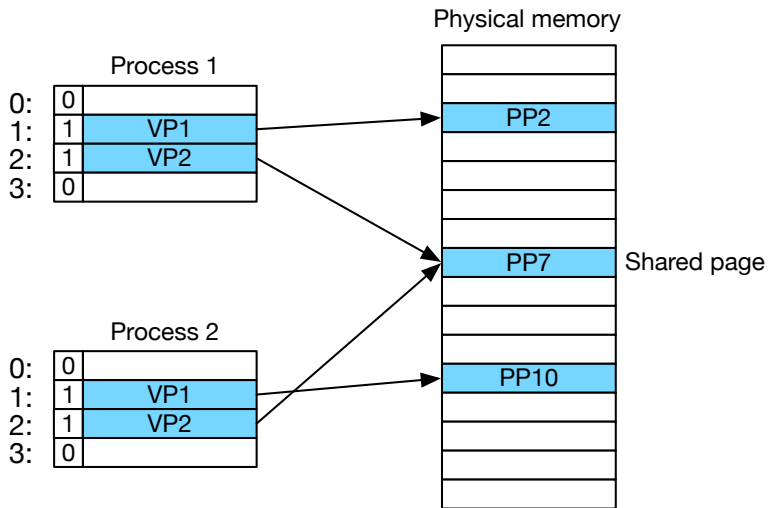 Physical memory
Process 1
0: 0
1: 1 VP1
2: 1 VP2
3: 0
PP2
PP7 Shared page
Process 2
0: 0
1: 1 VP1
2: 1 VP2
3: 0
PP10